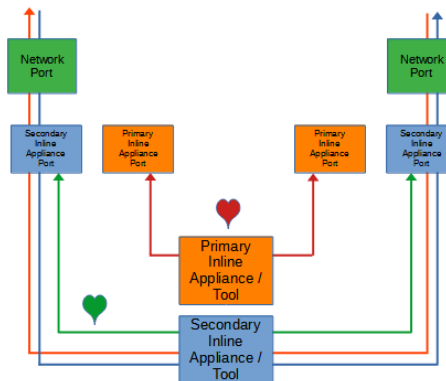 Network
Port
Network
Port
Secondary
Inline
Appliance
Port
Primary
Inline
Appliance
Port
Primary
Inline
Appliance
Port
Secondary
Inline
Appliance
Port
Primary
Inline
Appliance /
Tool
Secondary
Inline
Appliance /
Tool